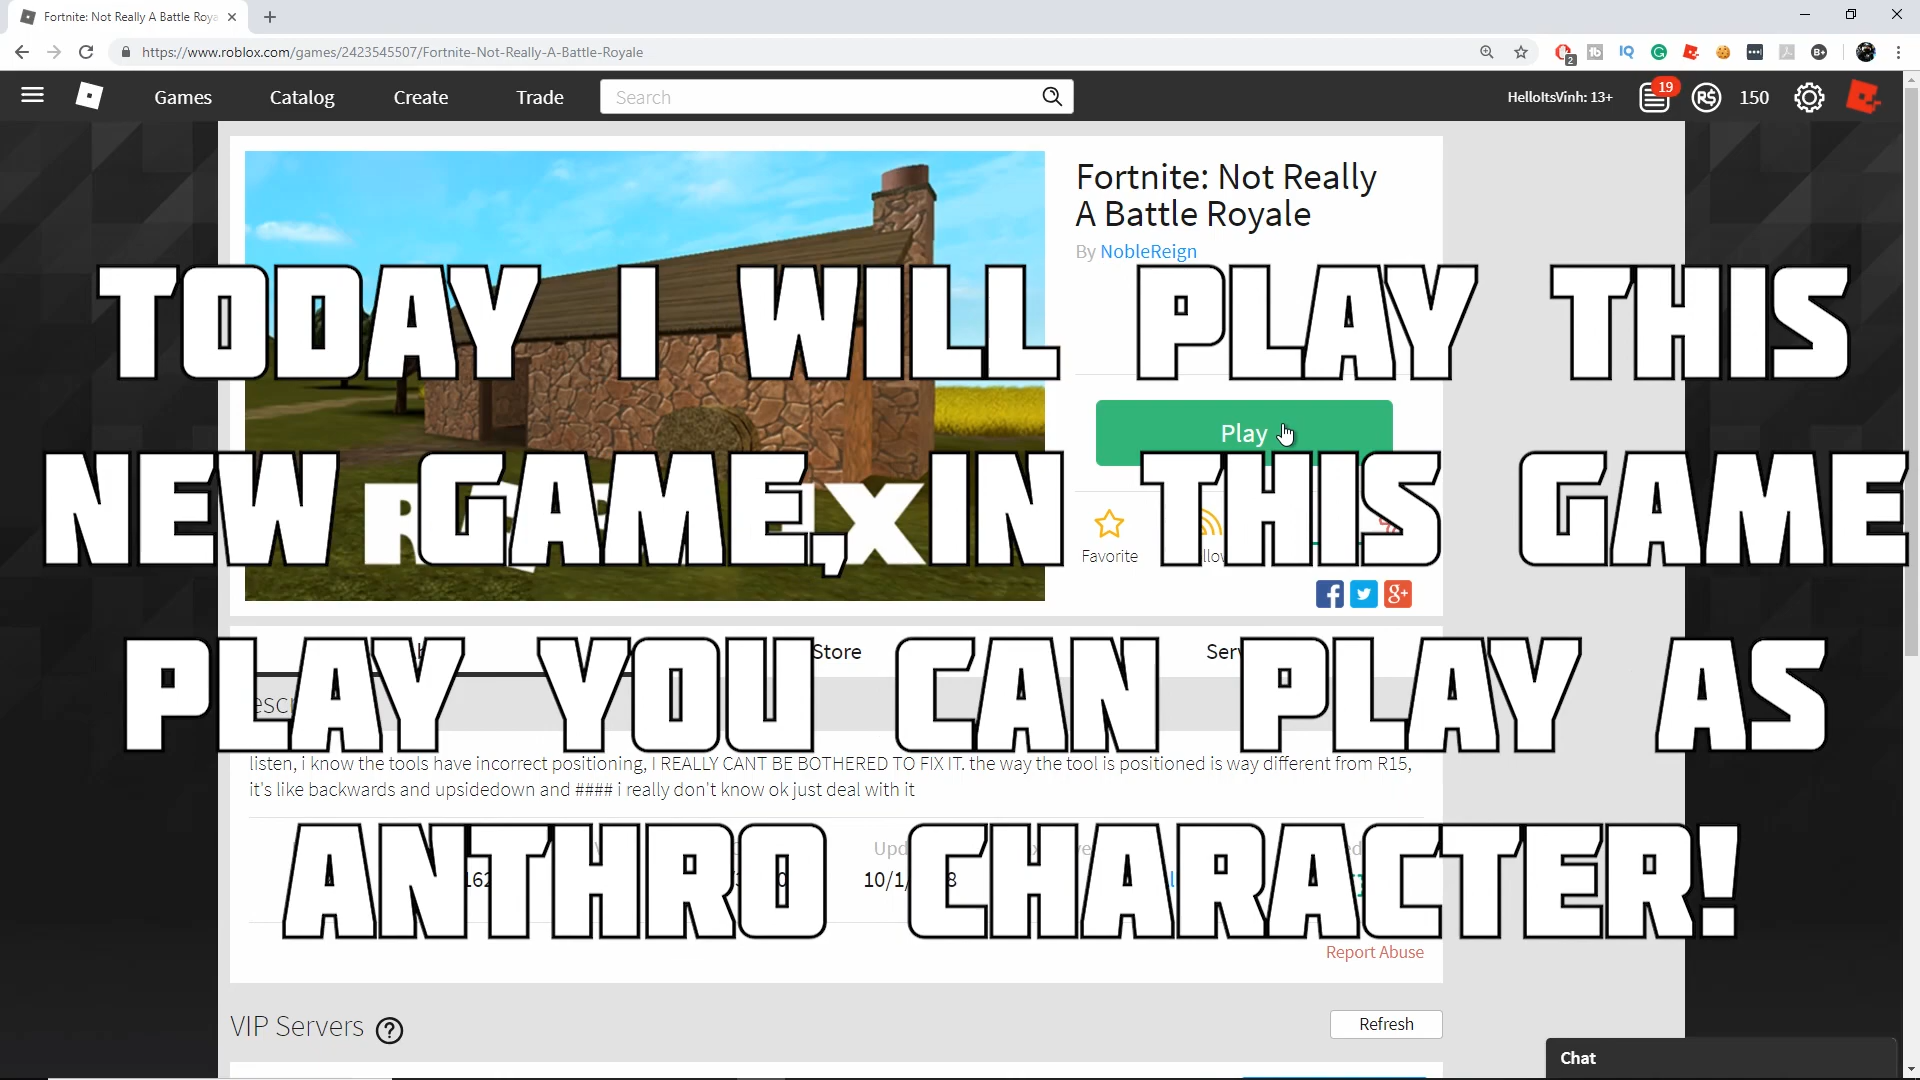 Fortnite: Not Really A Battle Roya
https://www.roblox.com/games/2423545507/Fortnite-Not-Really-A-Battle-Royale
2
Games
Catalog
Create
Trade
Search
HelloItsVinh: 13+
19
R$
150
Fortnite: Not Really
A Battle Royale
By NobleReign
TODAY I WILL PLAY THIS
Play
NEW GAME, IN THIS GAME
Favorite
PLAY YOU CAN PLAY AS
Store
listen, i know the tools have incorrect positioning, I REALLY CANT BE BOTHERED TO FIX IT. the way the tool is positioned is way different from R15,
it's like backwards and upsidedown and #### i really don't know ok just deal with it
ANTHRO CHARACTER!
Report Abuse
VIP Servers ?
Refresh
Chat